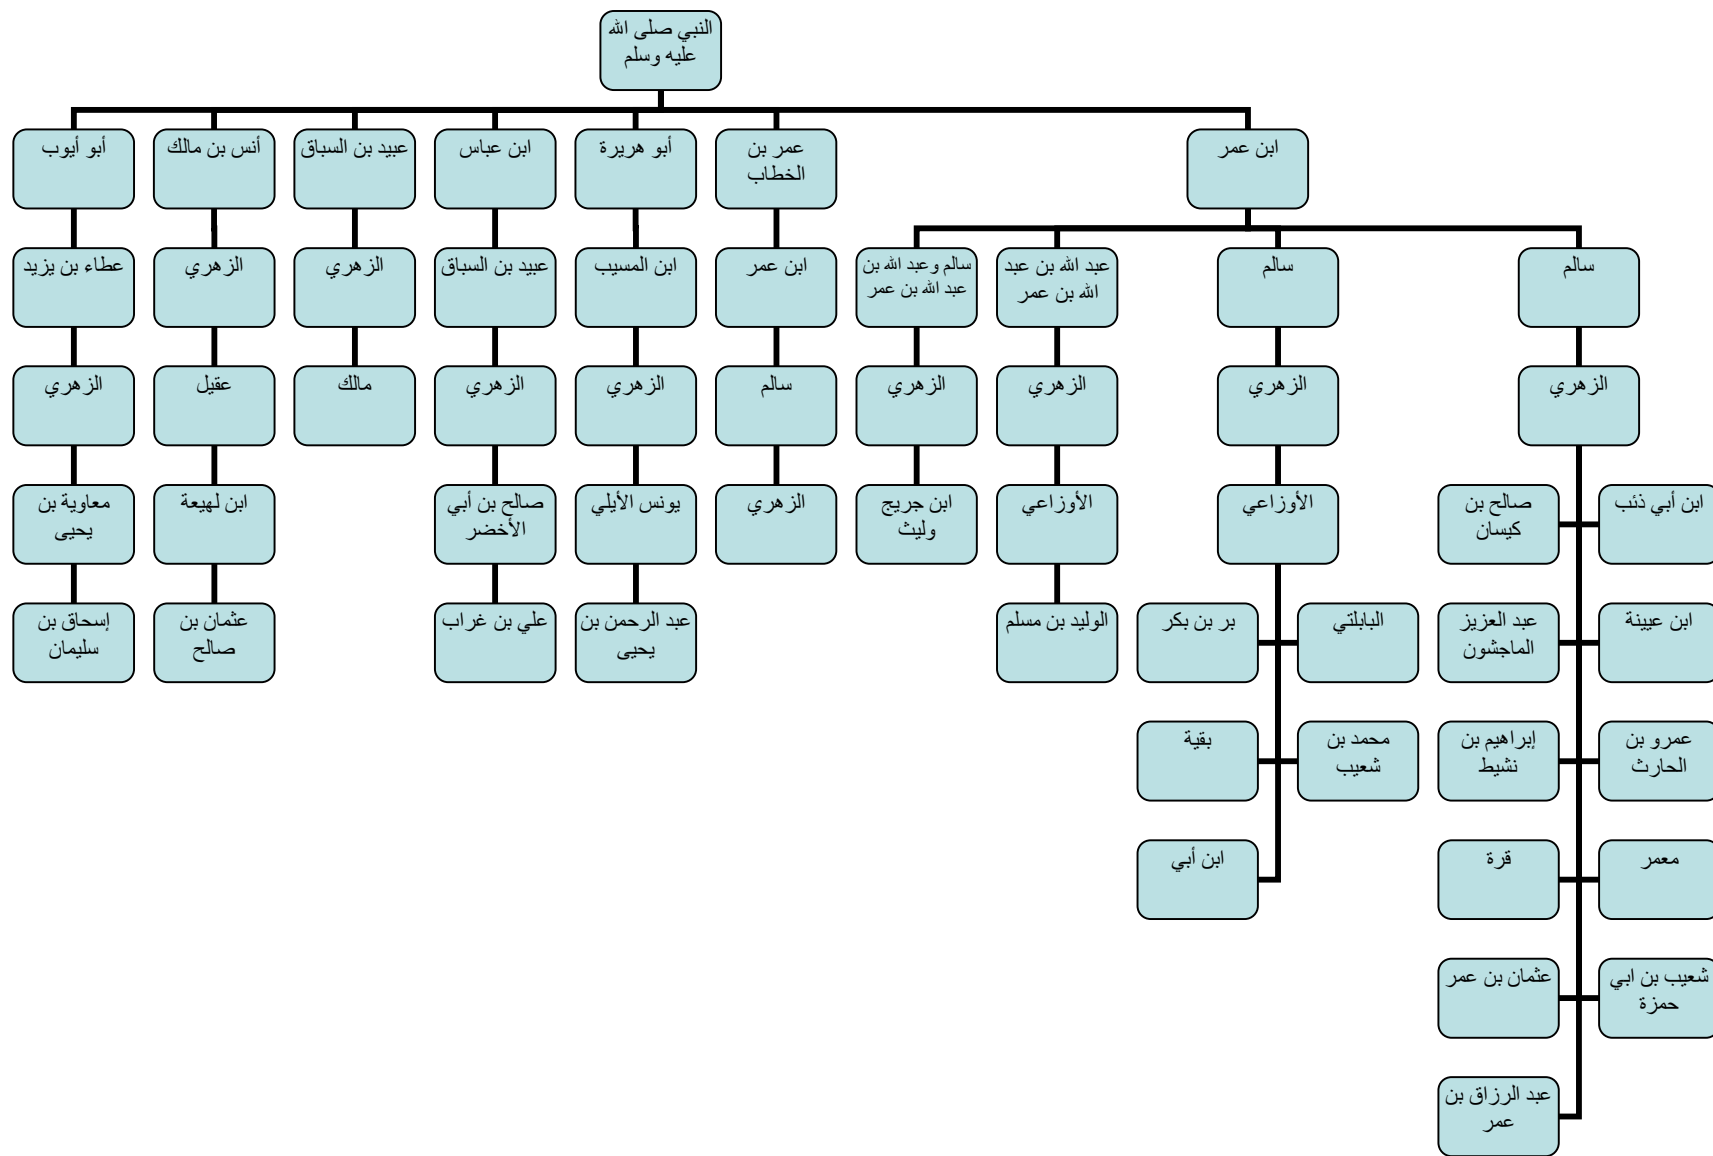 النبي صلى الله
عليه وسلم
ابن عمر
عمر بن
الخطاب
أبو هريرة
ابن عباس
عبيد بن السباق
أنس بن مالك
أبو أيوب
سالم
سالم
عبد الله بن عبد
الله بن عمر
سالم وعبد الله بن
عبد الله بن عمر
ابن عمر
ابن المسيب
عبيد بن السباق
الزهري
الزهري
عطاء بن يزيد
الزهري
الزهري
الزهري
الزهري
سالم
الزهري
الزهري
مالك
عقيل
الزهري
ابن أبي ذئب
صالح بن
كيسان
الأوزاعي
الأوزاعي
ابن جريج
وليث
الزهري
يونس الأيلي
صالح بن أبي
الأخضر
ابن لهيعة
معاوية بن
يحيى
ابن عيينة
عبد العزيز
الماجشون
البابلتي
بر بن بكر
الوليد بن مسلم
عبد الرحمن بن
يحيى
علي بن غراب
عثمان بن
صالح
إسحاق بن
سليمان
عمرو بن
الحارث
إبراهيم بن
نشيط
محمد بن
شعيب
بقية
معمر
قرة
ابن أبي
شعيب بن ابي
حمزة
عثمان بن عمر
عبد الرزاق بن
عمر